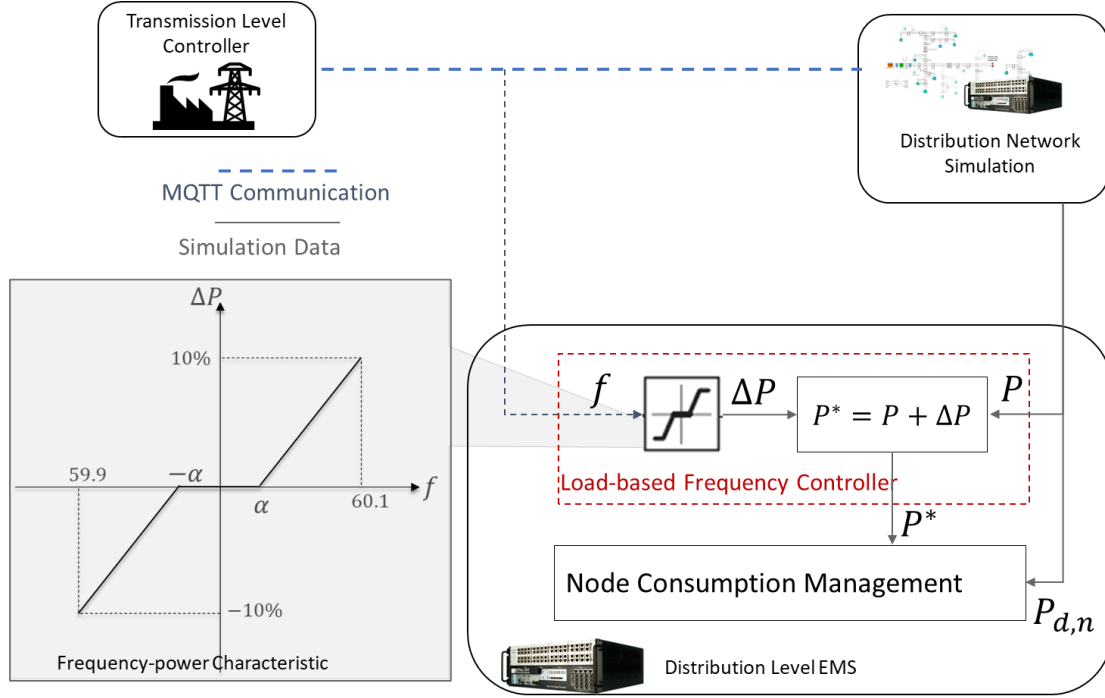 Transmission Level
Controller
Distribution Network
Simulation
MQTT Communication
Simulation Data
ΔP
10%
59.9
−α
α
60.1
f
−10%
Frequency-power Characteristic
f
ΔP
P* = P + ΔP
P
Load-based Frequency Controller
P*
Node Consumption Management
P_{d,n}
Distribution Level EMS